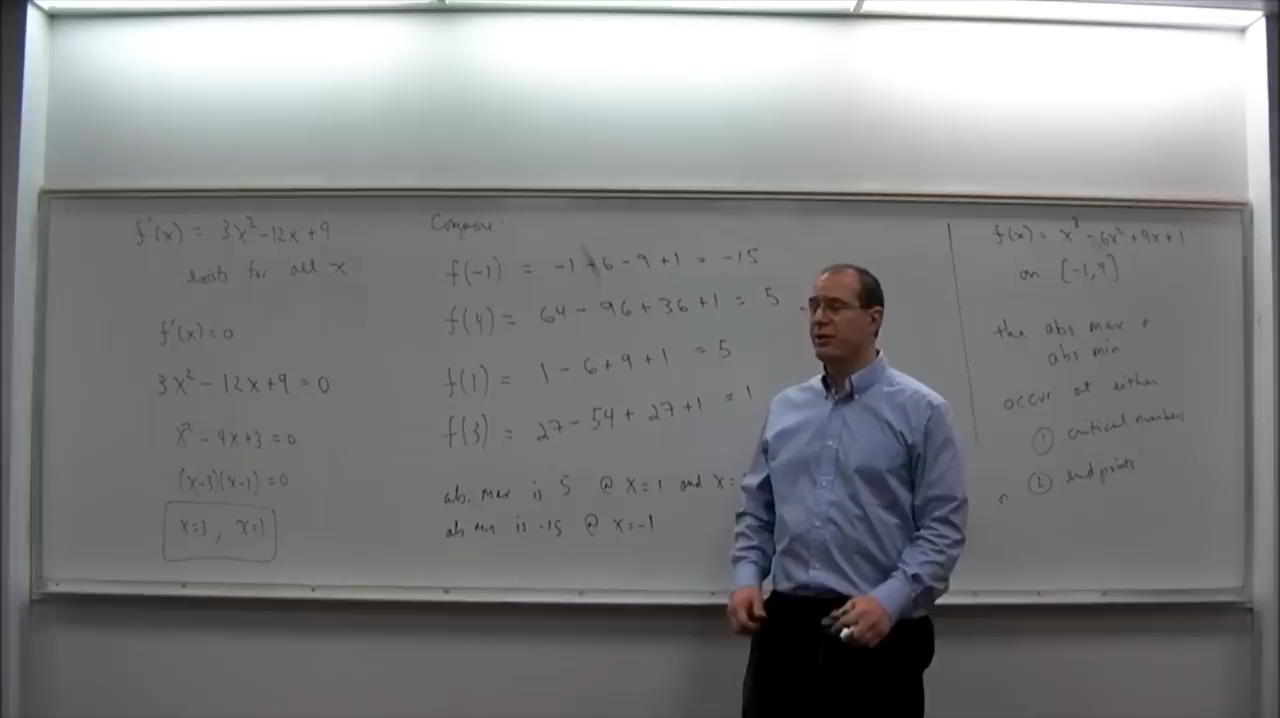 f'(x) = 3x² - 12x + 9
exists for all x
f'(x) = 0
3x² - 12x + 9 = 0
x² - 4x + 3 = 0
(x-3)(x-1) = 0
x=3, x=1
Compare:
f(-1) = -1 - 6 - 9 + 1 = -15
f(4) = 64 - 96 + 36 + 1 = 5
f(1) = 1 - 6 + 9 + 1 = 5
f(3) = 27 - 54 + 27 + 1 = 1
abs. max is 5 @ x=1 and x=
abs min is -15 @ x=-1
f(x) = x³ - 6x² + 9x + 1
on [-1,4]
the abs max +
abs min
occur at either
① critical numbers
or ② endpoints